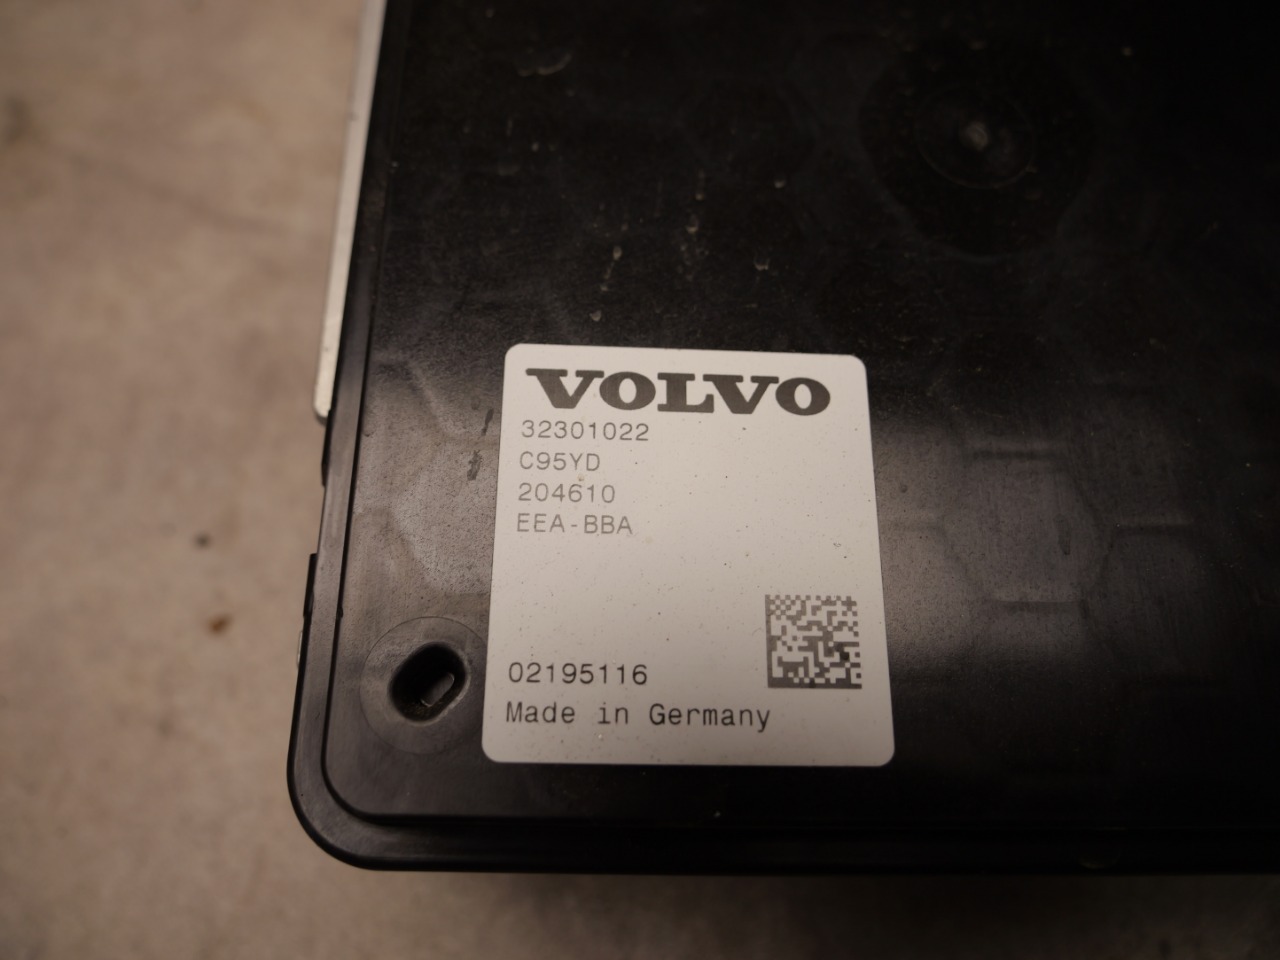 VOLVO
32301022
C95YD
204610
EEA-BBA
02195116
Made in Germany